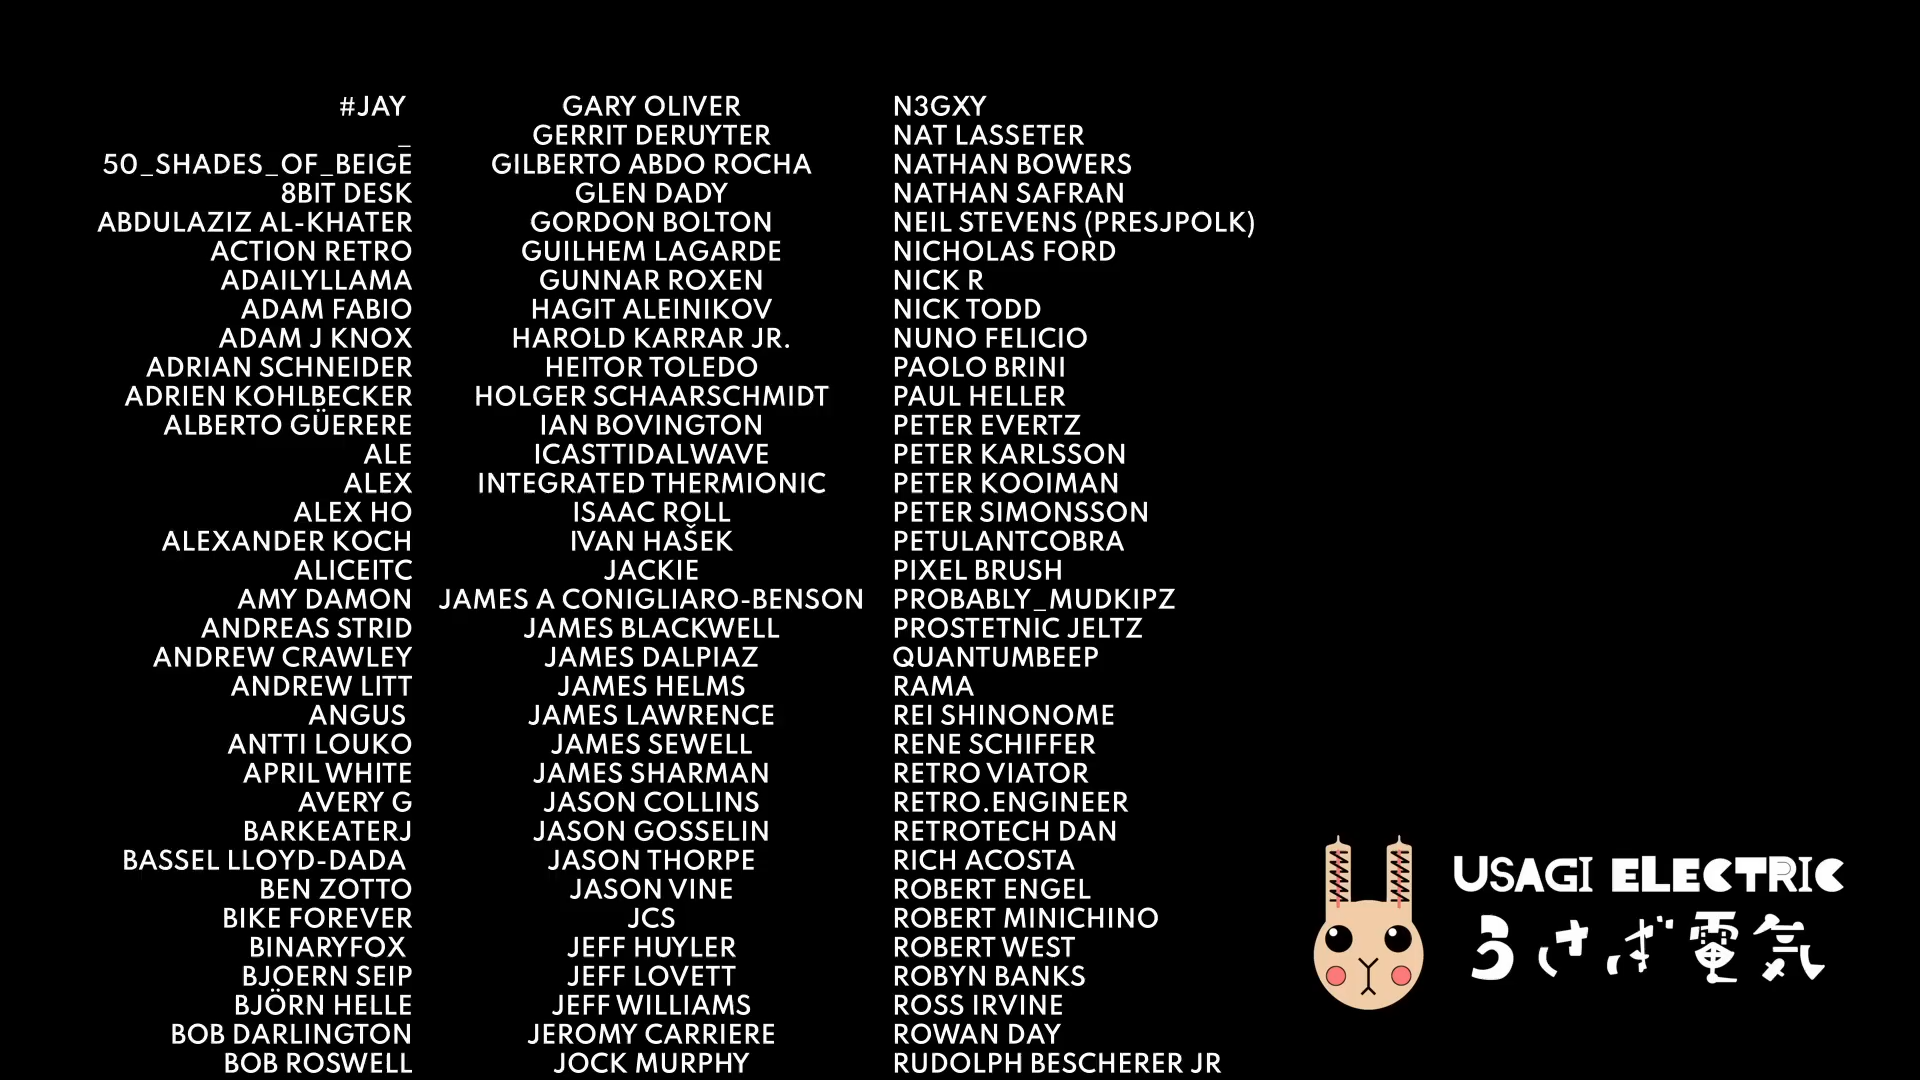 #JAY
_
50_SHADES_OF_BEIGE
8BIT DESK
ABDULAZIZ AL-KHATER
ACTION RETRO
ADAILYLLAMA
ADAM FABIO
ADAM J KNOX
ADRIAN SCHNEIDER
ADRIEN KOHLBECKER
ALBERTO GÜERERE
ALE
ALEX
ALEX HO
ALEXANDER KOCH
ALICEITC
AMY DAMON
ANDREAS STRID
ANDREW CRAWLEY
ANDREW LITT
ANGUS
ANTTI LOUKO
APRIL WHITE
AVERY G
BARKEATERJ
BASSEL LLOYD-DADA
BEN ZOTTO
BIKE FOREVER
BINARYFOX
BJOERN SEIP
BJÖRN HELLE
BOB DARLINGTON
BOB ROSWELL
GARY OLIVER
GERRIT DERUYTER
GILBERTO ABDO ROCHA
GLEN DADY
GORDON BOLTON
GUILHEM LAGARDE
GUNNAR ROXEN
HAGIT ALEINIKOV
HAROLD KARRAR JR.
HEITOR TOLEDO
HOLGER SCHAARSCHMIDT
IAN BOVINGTON
ICASTTIDALWAVE
INTEGRATED THERMIONIC
ISAAC ROLL
IVAN HAŠEK
JACKIE
JAMES A CONIGLIARO-BENSON
JAMES BLACKWELL
JAMES DALPIAZ
JAMES HELMS
JAMES LAWRENCE
JAMES SEWELL
JAMES SHARMAN
JASON COLLINS
JASON GOSSELIN
JASON THORPE
JASON VINE
JCS
JEFF HUYLER
JEFF LOVETT
JEFF WILLIAMS
JEROMY CARRIERE
JOCK MURPHY
N3GXY
NAT LASSETER
NATHAN BOWERS
NATHAN SAFRAN
NEIL STEVENS (PRESJPOLK)
NICHOLAS FORD
NICK R
NICK TODD
NUNO FELICIO
PAOLO BRINI
PAUL HELLER
PETER EVERTZ
PETER KARLSSON
PETER KOOIMAN
PETER SIMONSSON
PETULANTCOBRA
PIXEL BRUSH
PROBABLY_MUDKIPZ
PROSTETNIC JELTZ
QUANTUMBEEP
RAMA
REI SHINONOME
RENE SCHIFFER
RETRO VIATOR
RETRO.ENGINEER
RETROTECH DAN
RICH ACOSTA
ROBERT ENGEL
ROBERT MINICHINO
ROBERT WEST
ROBYN BANKS
ROSS IRVINE
ROWAN DAY
RUDOLPH BESCHERER JR
USAGI ELECTRIC
うさぎ電気